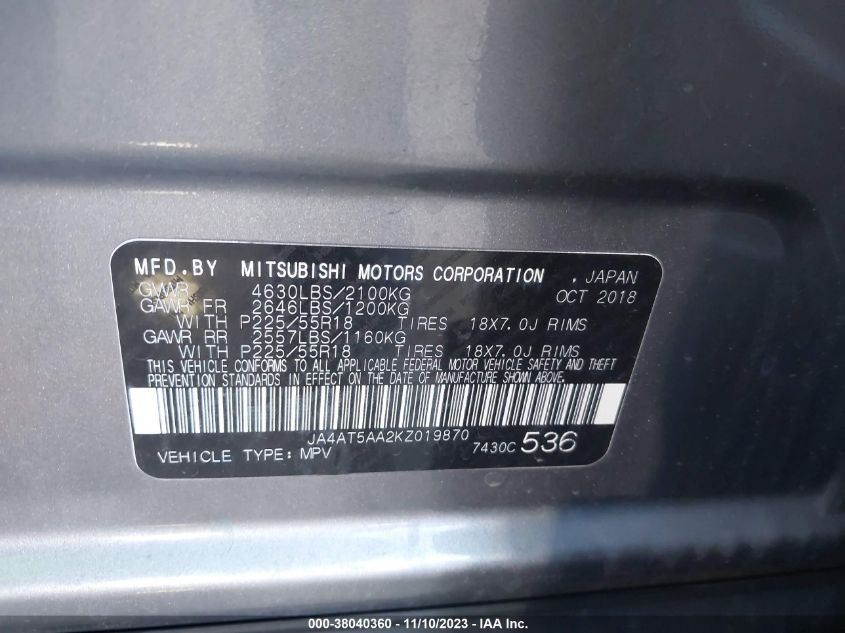 MFD.BY MITSUBISHI MOTORS CORPORATION , JAPAN
GWVR 4630LBS/2100KG OCT 2018
GAWR FR 2646LBS/1200KG
WITH P225/55R18 TIRES 18X7.0J RIMS
GAWR RR 2557LBS/1160KG
WITH P225/55R18 TIRES 18X7.0J RIMS
THIS VEHICLE CONFORMS TO ALL APPLICABLE FEDERAL MOTOR VEHICLE SAFETY AND THEFT
PREVENTION STANDARDS IN EFFECT ON THE DATE OF MANUFACTURE SHOWN ABOVE.
JA4AT5AA2KZ019870
VEHICLE TYPE: MPV 7430C 536
000-38040360 - 11/10/2023 - IAA Inc.